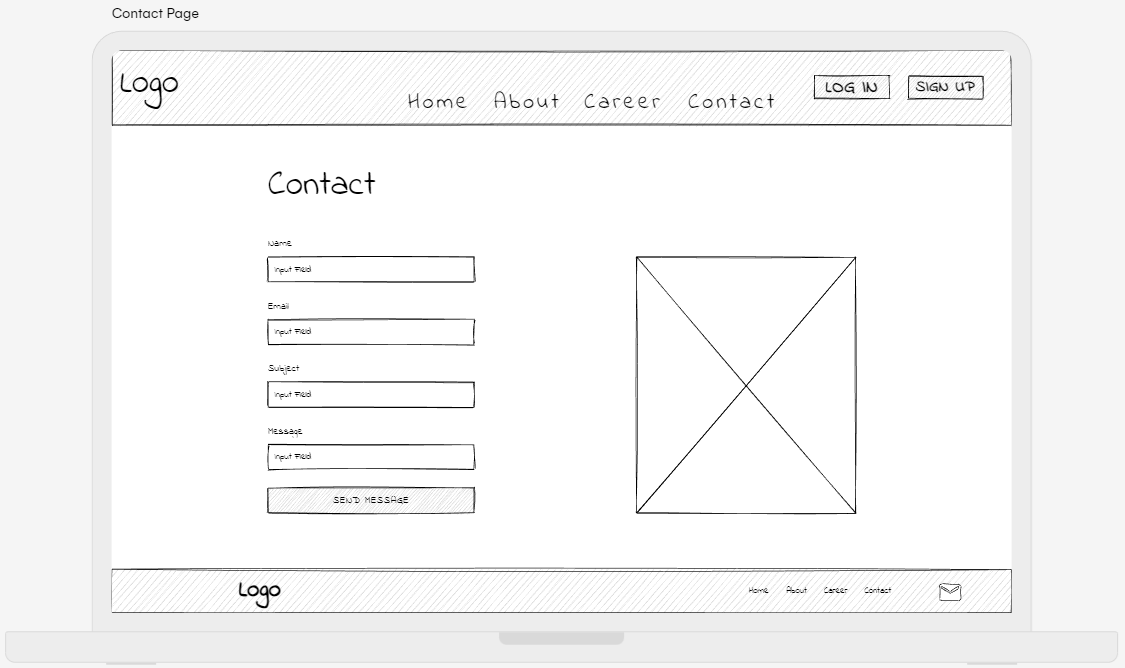 Contact Page
Logo
Home About Career Contact
LOG IN
SIGN UP
Contact
Name
Input Field
Email
Input Field
Subject
Input Field
Message
Input Field
SEND MESSAGE
Logo
Home About Career Contact